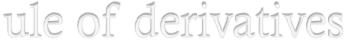 ule of derivatives